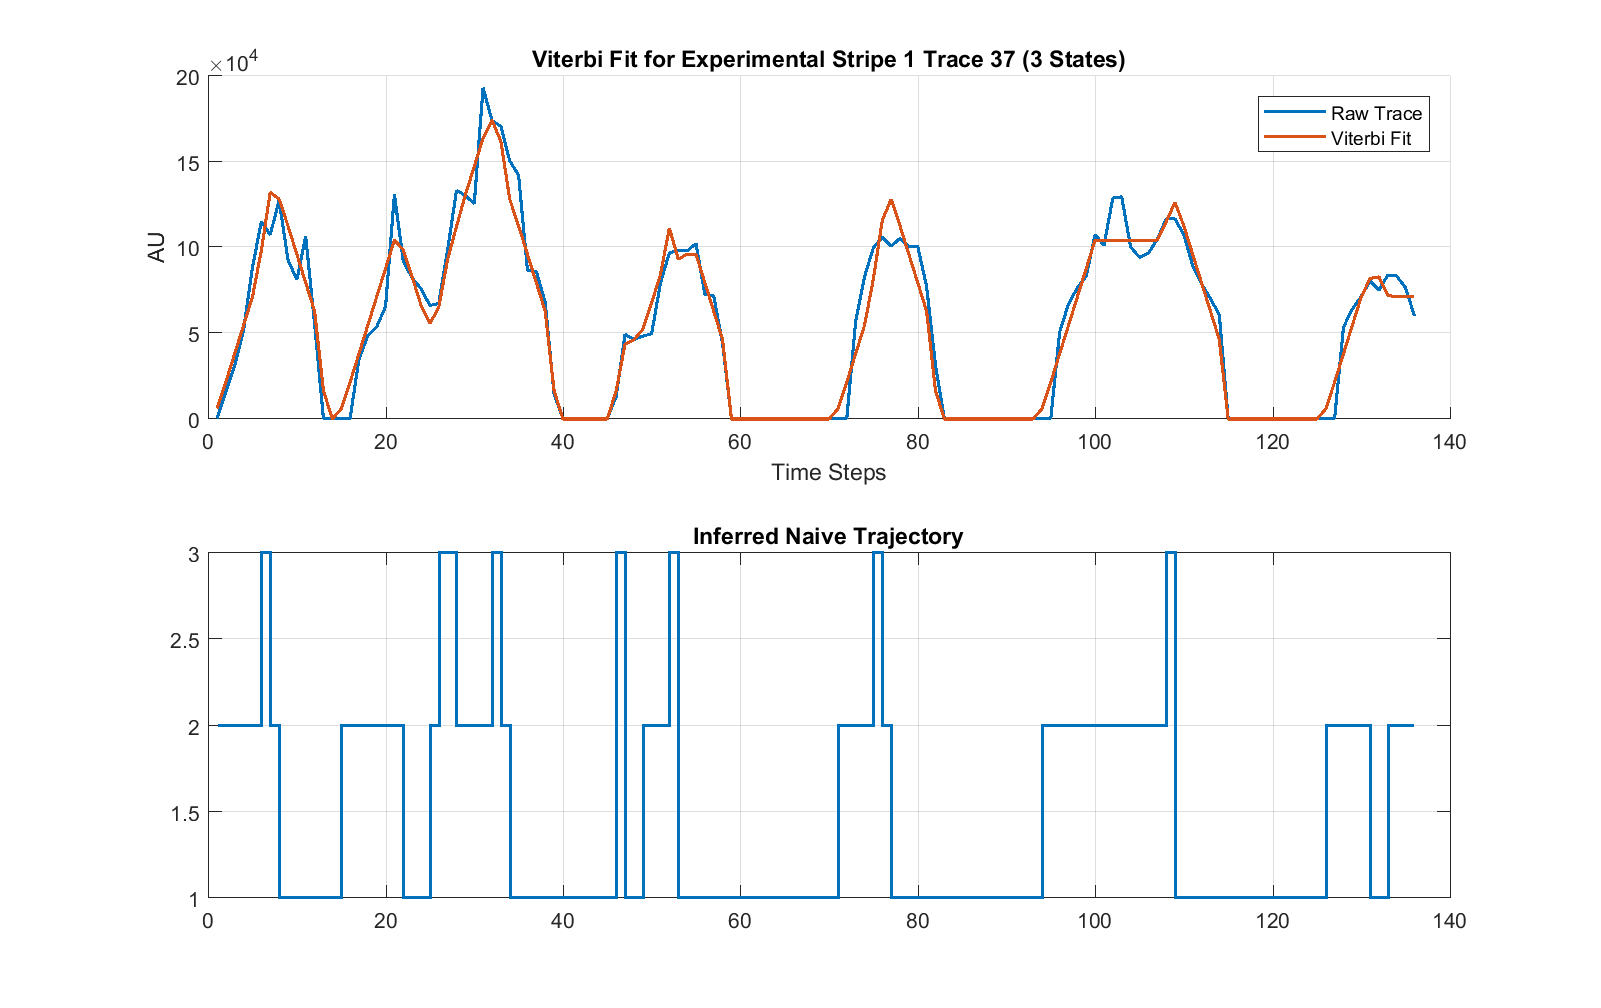 Viterbi Fit for Experimental Stripe 1 Trace 37 (3 States)
×10⁴
20
15
10
5
0
AU
Raw Trace
Viterbi Fit
0 20 40 60 80 100 120 140
Time Steps
Inferred Naive Trajectory
3
2.5
2
1.5
1
0 20 40 60 80 100 120 140